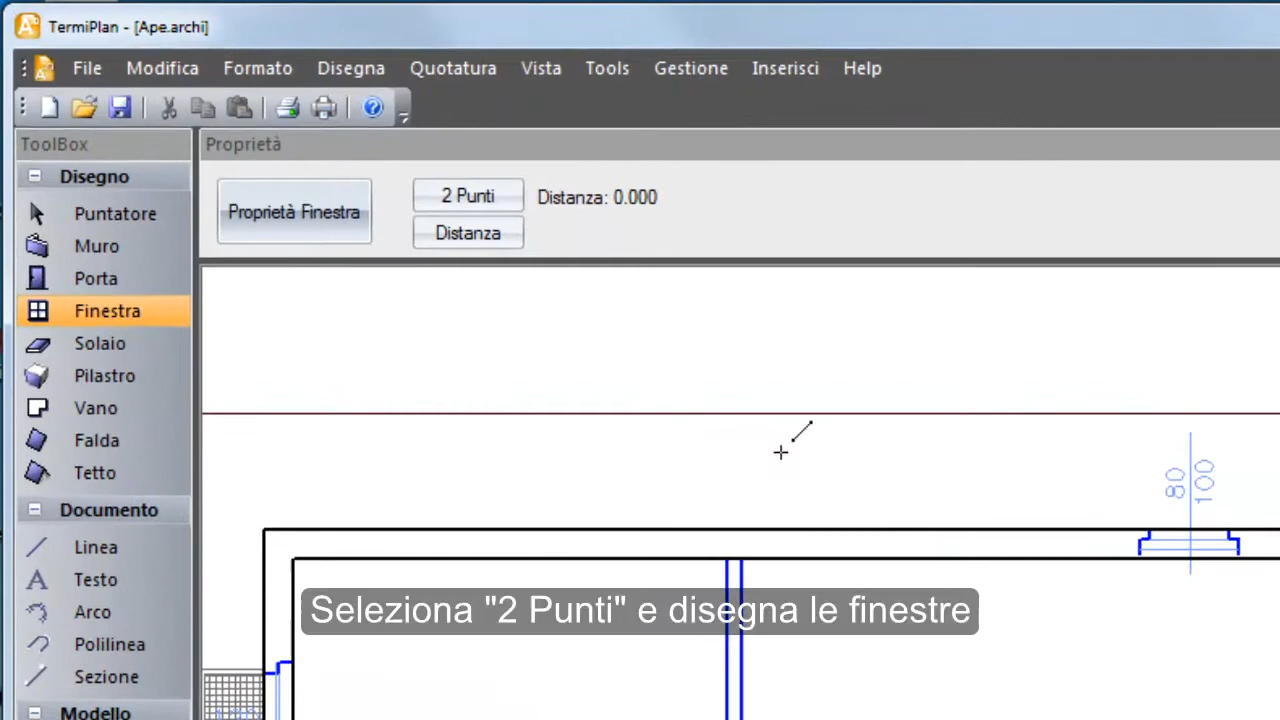 TermiPlan - [Ape.archi]
File Modifica Formato Disegna Quotatura Vista Tools Gestione Inserisci Help
ToolBox
Proprietà
Disegno
Puntatore
Muro
Porta
Finestra
Solaio
Pilastro
Vano
Falda
Tetto
Documento
Linea
Testo
Arco
Polilinea
Sezione
Modello
Proprietà Finestra
2 Punti
Distanza: 0.000
Distanza
80
100
Seleziona "2 Punti" e disegna le finestre